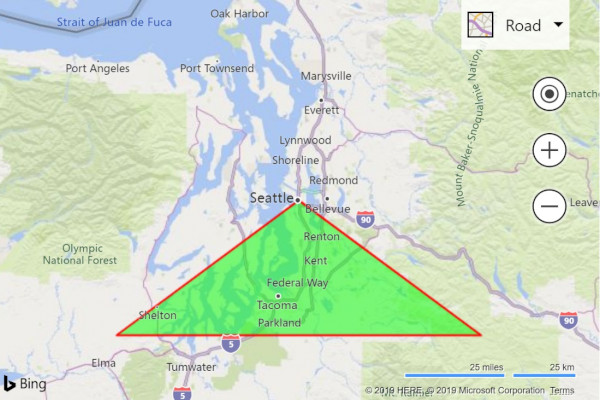 Strait of Juan de Fuca
Oak Harbor
Road
Port Angeles
Port Townsend
Marysville
Everett
Mount Baker-Snoqualmie Nation
Lynnwood
Shoreline
Redmond
Seattle
Bellevue
90
Leave
Renton
Olympic
National Forest
Kent
Federal Way
Tacoma
Shelton
Parkland
90
5
Elma
Tumwater
25 miles
25 km
Bing
5
© 2019 HERE, © 2019 Microsoft Corporation Terms